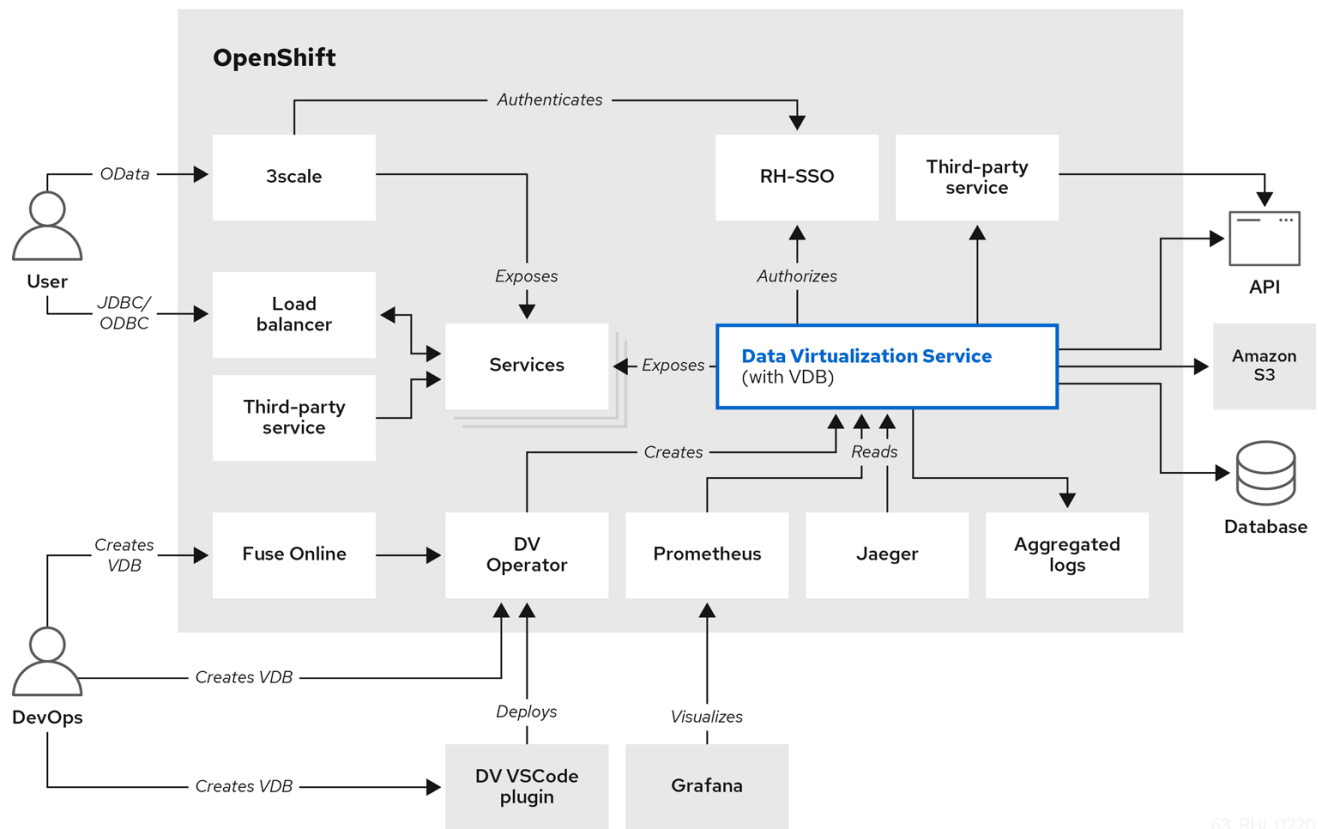 OpenShift
Authenticates
OData
3scale
RH-SSO
Third-party
service
User
Exposes
Authorizes
API
JDBC/
ODBC
Load
balancer
Services
Exposes
Data Virtualization Service
(with VDB)
Amazon
S3
Third-party
service
Creates
Reads
Database
Creates
VDB
Fuse Online
DV
Operator
Prometheus
Jaeger
Aggregated
logs
Creates VDB
DevOps
Deploys
Visualizes
Creates VDB
DV VSCode
plugin
Grafana
63_RHI_0220